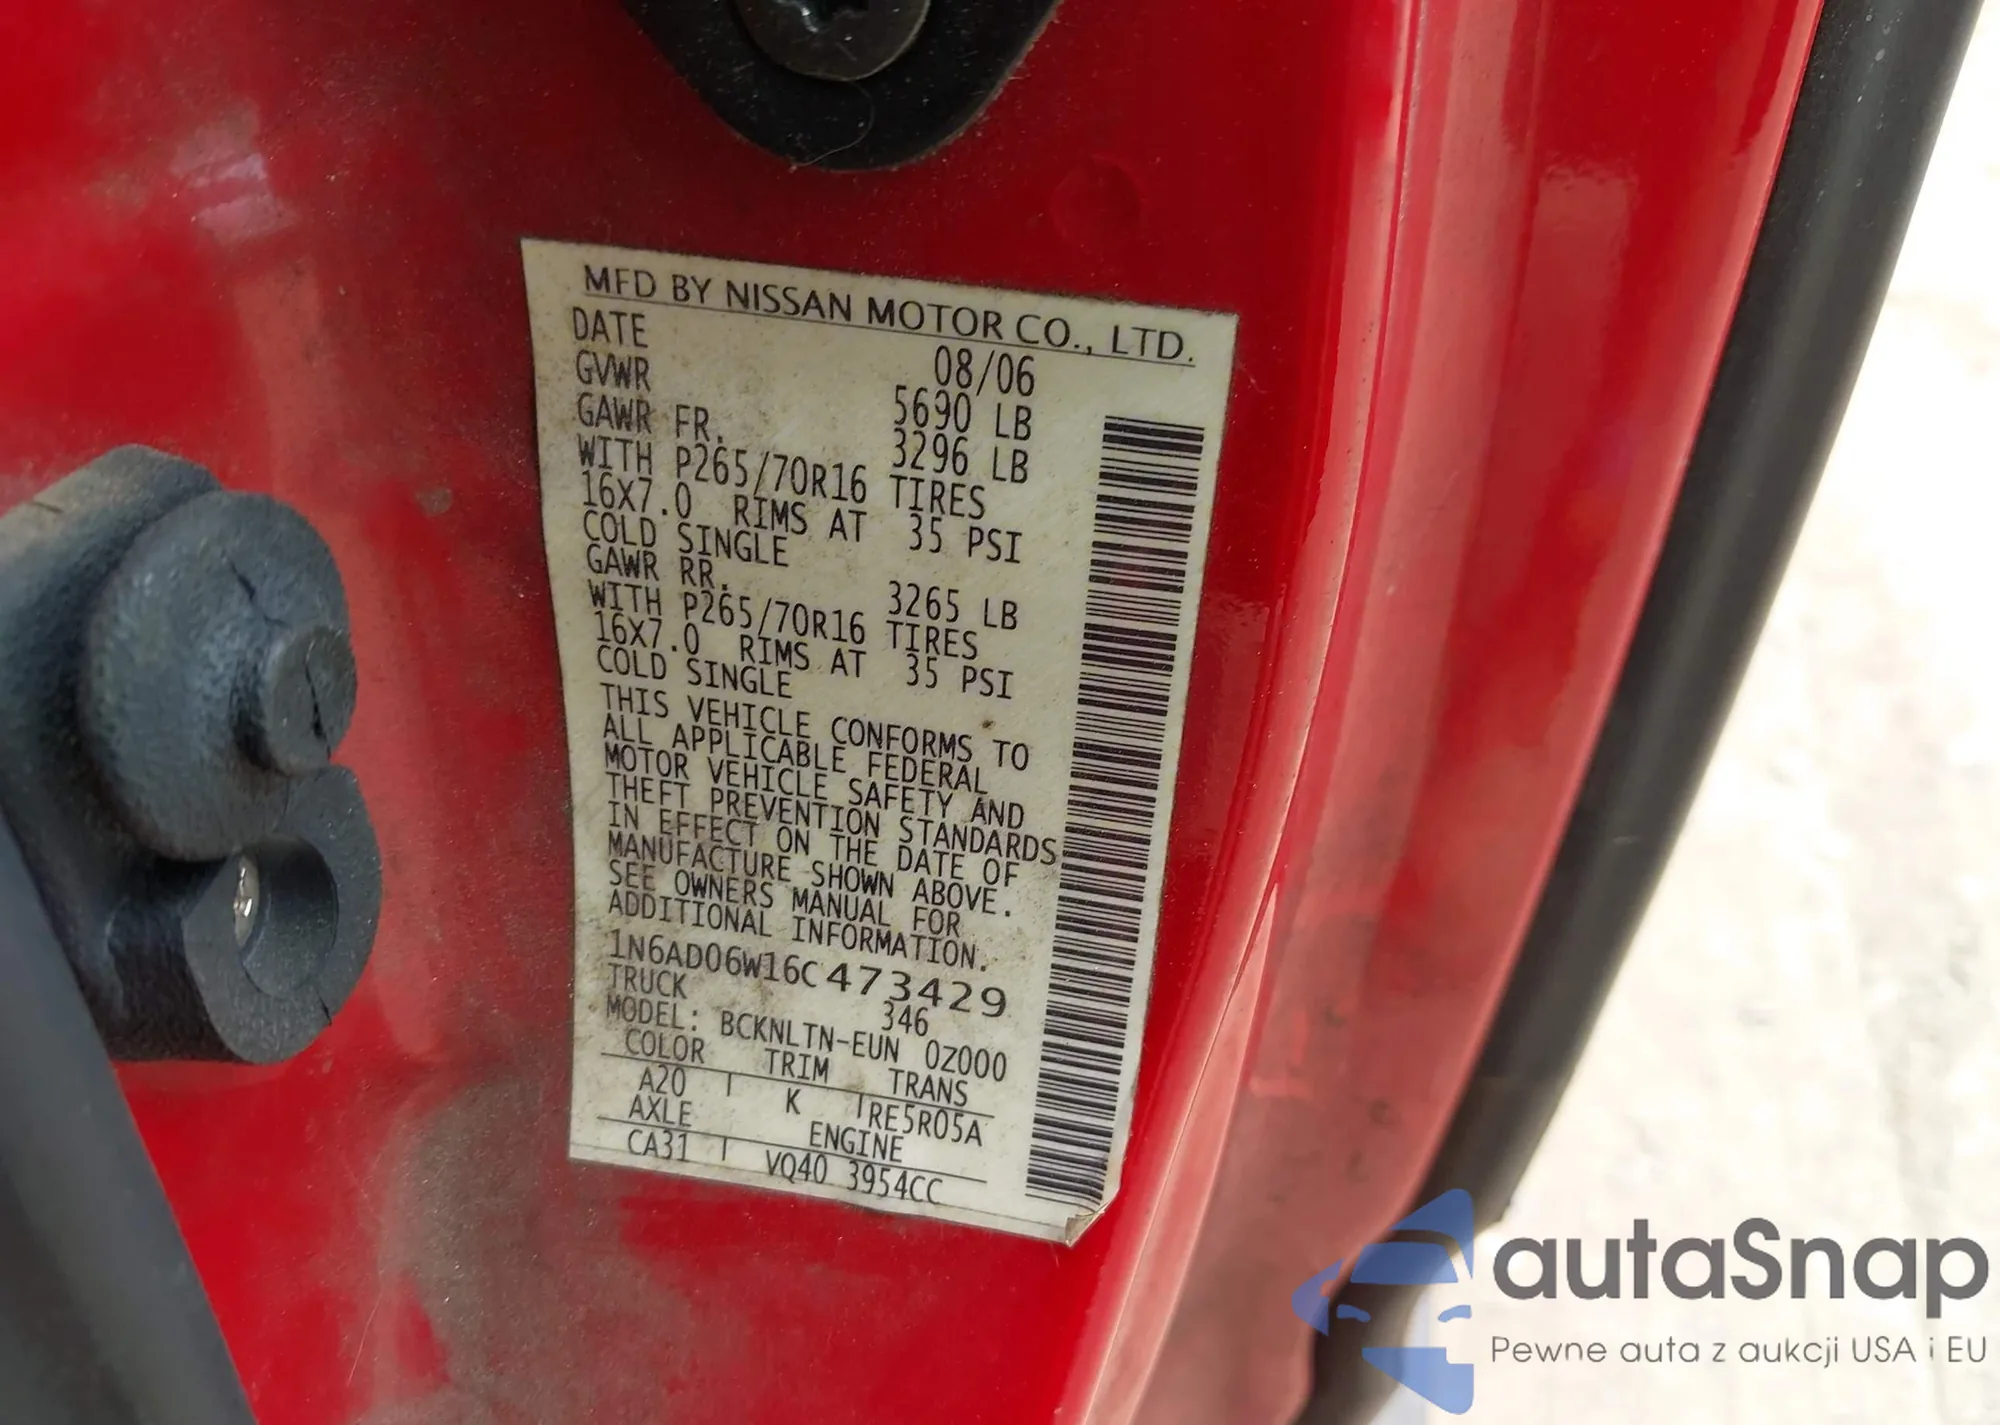 MFD BY NISSAN MOTOR CO., LTD.
DATE 08/06
GVWR 5690 LB
GAWR FR. 3296 LB
WITH P265/70R16 TIRES
16X7.0 RIMS AT 35 PSI
COLD SINGLE
GAWR RR. 3265 LB
WITH P265/70R16 TIRES
16X7.0 RIMS AT 35 PSI
COLD SINGLE
THIS VEHICLE CONFORMS TO
ALL APPLICABLE FEDERAL
MOTOR VEHICLE SAFETY AND
THEFT PREVENTION STANDARDS
IN EFFECT ON THE DATE OF
MANUFACTURE SHOWN ABOVE.
SEE OWNERS MANUAL FOR
ADDITIONAL INFORMATION.
1N6AD06W16C473429
TRUCK 346
MODEL: BCKNLTN-EUN 0Z000
COLOR TRIM TRANS
A20 K RE5R05A
AXLE ENGINE
CA31 VQ40 3954CC
autaSnap
Pewne auta z aukcji USA i EU